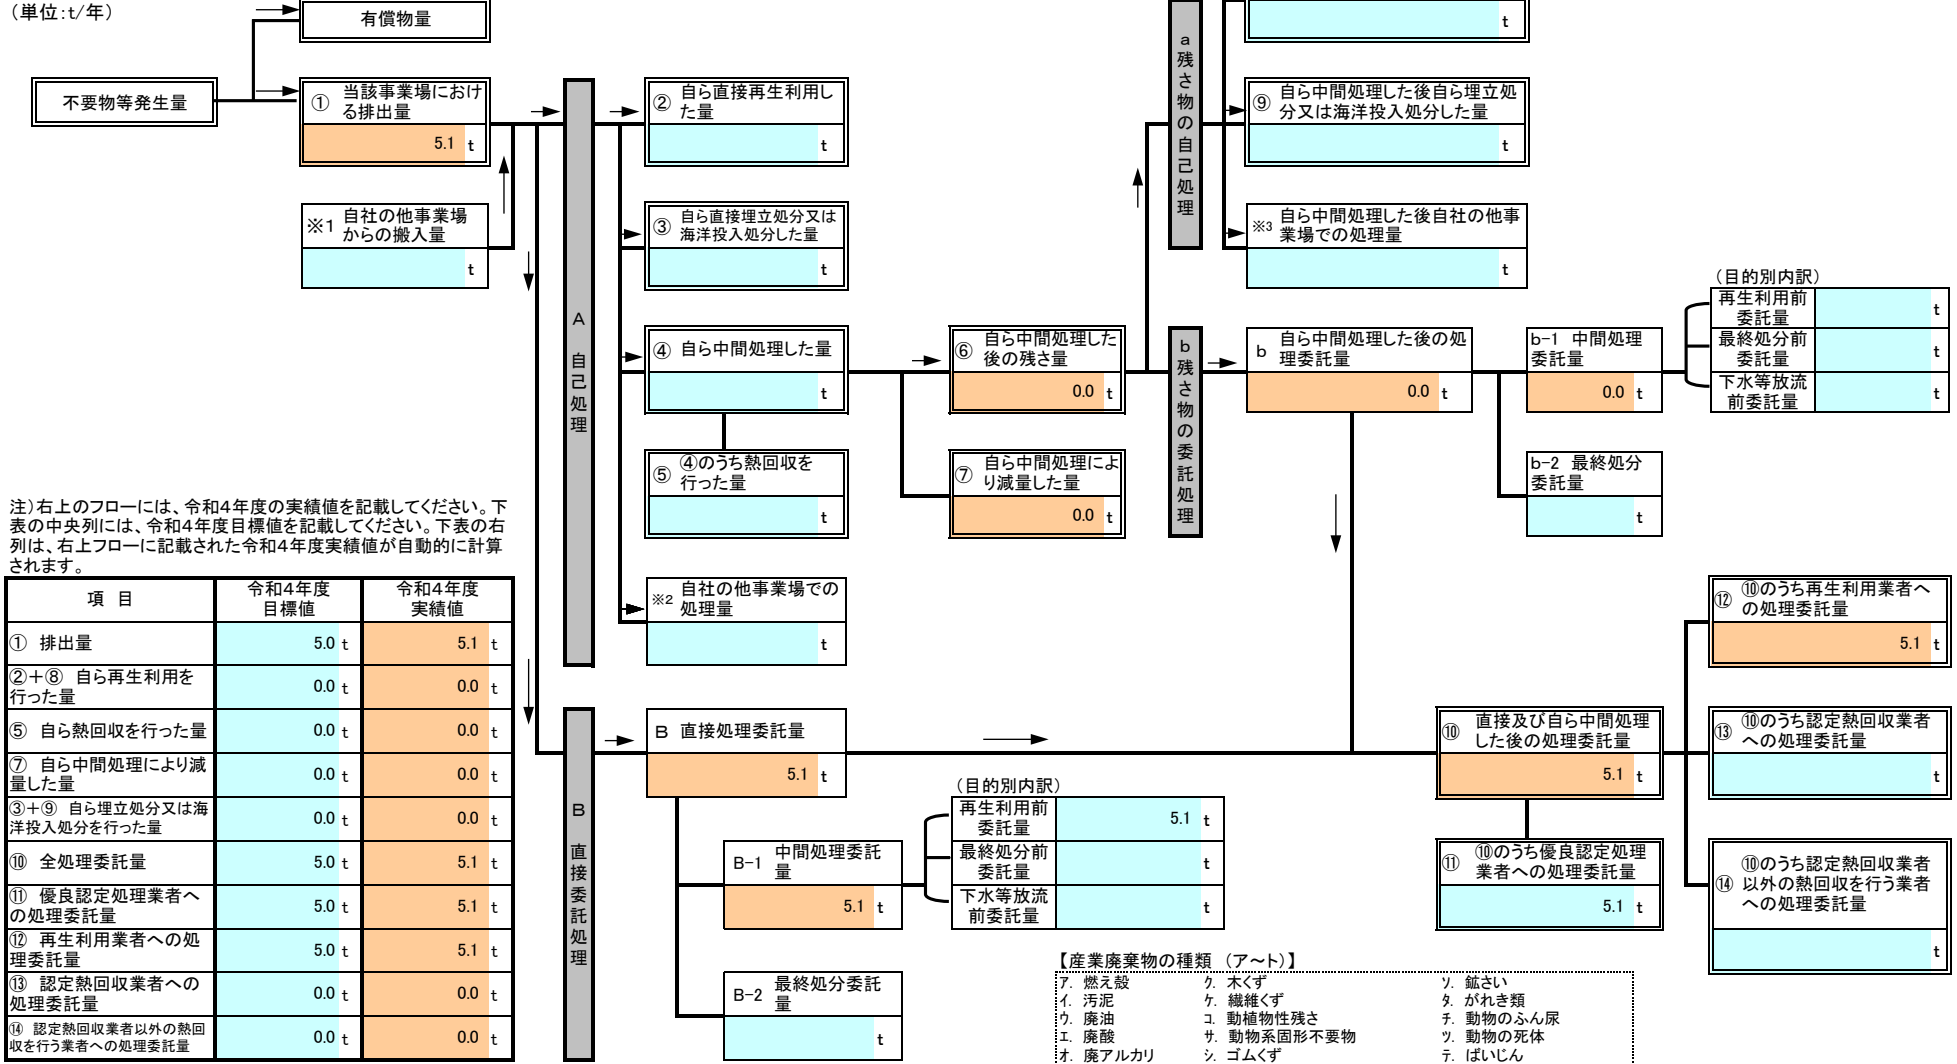 （単位：t/年）
有償物量
不要物等発生量
① 当該事業場におけ
る排出量
5.1 t
※1 自社の他事業場
からの搬入量
t
A 自己処理
② 自ら直接再生利用し
た量
t
③ 自ら直接埋立処分又は
海洋投入処分した量
t
④ 自ら中間処理した量
t
⑤ ④のうち熱回収を
行った量
t
※2 自社の他事業場での
処理量
t
⑥ 自ら中間処理した
後の残さ量
0.0 t
⑦ 自ら中間処理によ
り減量した量
0.0 t
a 残さ物の自己処理
t
⑨ 自ら中間処理した後自ら埋立処
分又は海洋投入処分した量
t
※3 自ら中間処理した後自社の他事
業場での処理量
t
b 残さ物の委託処理
b 自ら中間処理した後の処
理委託量
0.0 t
b-1 中間処理
委託量
0.0 t
b-2 最終処分
委託量
t
（目的別内訳）
再生利用前
委託量
t
最終処分前
委託量
t
下水等放流
前委託量
t
注）右上のフローには、令和4年度の実績値を記載してください。下
表の中央列には、令和4年度目標値を記載してください。下表の右
列は、右上フローに記載された令和4年度実績値が自動的に計算
されます。
項 目 令和4年度
目標値 令和4年度
実績値
① 排出量 5.0 t 5.1 t
②＋⑧ 自ら再生利用を
行った量 0.0 t 0.0 t
⑤ 自ら熱回収を行った量 0.0 t 0.0 t
⑦ 自ら中間処理により減
量した量 0.0 t 0.0 t
③＋⑨ 自ら埋立処分又は海
洋投入処分を行った量 0.0 t 0.0 t
⑩ 全処理委託量 5.0 t 5.1 t
⑪ 優良認定処理業者へ
の処理委託量 5.0 t 5.1 t
⑫ 再生利用業者への処
理委託量 5.0 t 5.1 t
⑬ 認定熱回収業者への
処理委託量 0.0 t 0.0 t
⑭ 認定熱回収業者以外の熱回
収を行う業者への処理委託量 0.0 t 0.0 t
B 直接委託処理
B 直接処理委託量
5.1 t
B-1 中間処理委託
量
5.1 t
B-2 最終処分委託
量
t
（目的別内訳）
再生利用前
委託量
5.1 t
最終処分前
委託量
t
下水等放流
前委託量
t
⑩ 直接及び自ら中間処理
した後の処理委託量
5.1 t
⑪ ⑩のうち優良認定処理
業者への処理委託量
5.1 t
⑫ ⑩のうち再生利用業者へ
の処理委託量
5.1 t
⑬ ⑩のうち認定熱回収業者
への処理委託量
t
⑭ ⑩のうち認定熱回収業者
以外の熱回収を行う業者
への処理委託量
t
【産業廃棄物の種類 （ア～ト）】
ア. 燃え殻 ク. 木くず ソ. 鉱さい
イ. 汚泥 ケ. 繊維くず タ. がれき類
ウ. 廃油 コ. 動植物性残さ チ. 動物のふん尿
エ. 廃酸 サ. 動物系固形不要物 ツ. 動物の死体
オ. 廃アルカリ シ. ゴムくず テ. ばいじん